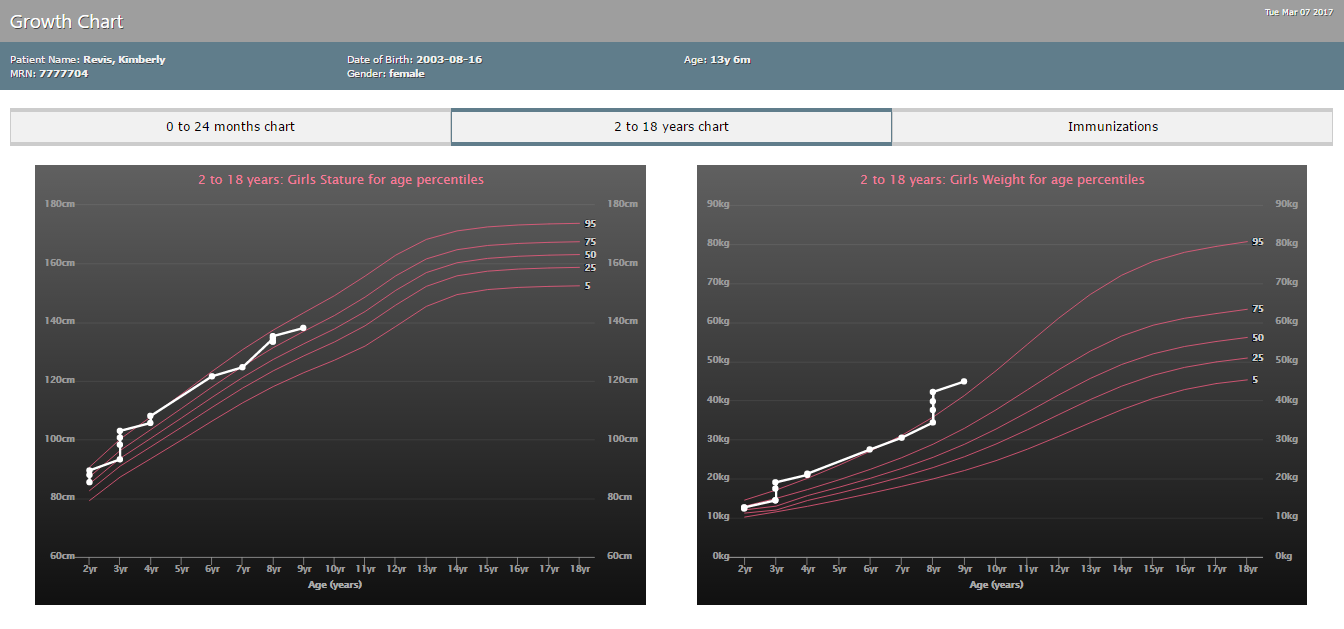 Growth Chart
Tue Mar 07 2017
Patient Name: Revis, Kimberly
Date of Birth: 2003-08-16
Age: 13y 6m
MRN: 7777704
Gender: female
0 to 24 months chart
2 to 18 years chart
Immunizations
2 to 18 years: Girls Stature for age percentiles
180cm 180cm
95
75
160cm 50 160cm
25
5
140cm 140cm
120cm 120cm
100cm 100cm
80cm 80cm
60cm 60cm
2yr 3yr 4yr 5yr 6yr 7yr 8yr 9yr 10yr 11yr 12yr 13yr 14yr 15yr 16yr 17yr 18yr
Age (years)
2 to 18 years: Girls Weight for age percentiles
90kg 90kg
80kg 95 80kg
70kg 70kg
75
60kg 60kg
50
50kg 25 50kg
5
40kg 40kg
30kg 30kg
20kg 20kg
10kg 10kg
0kg 0kg
2yr 3yr 4yr 5yr 6yr 7yr 8yr 9yr 10yr 11yr 12yr 13yr 14yr 15yr 16yr 17yr 18yr
Age (years)